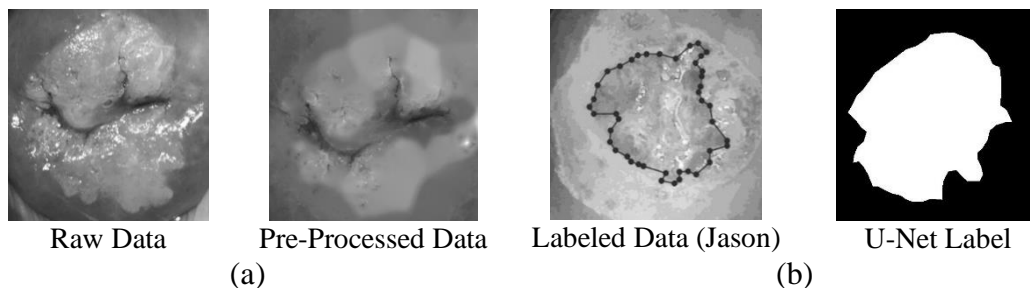 Raw Data Pre-Processed Data Labeled Data (Jason) U-Net Label
(a) (b)